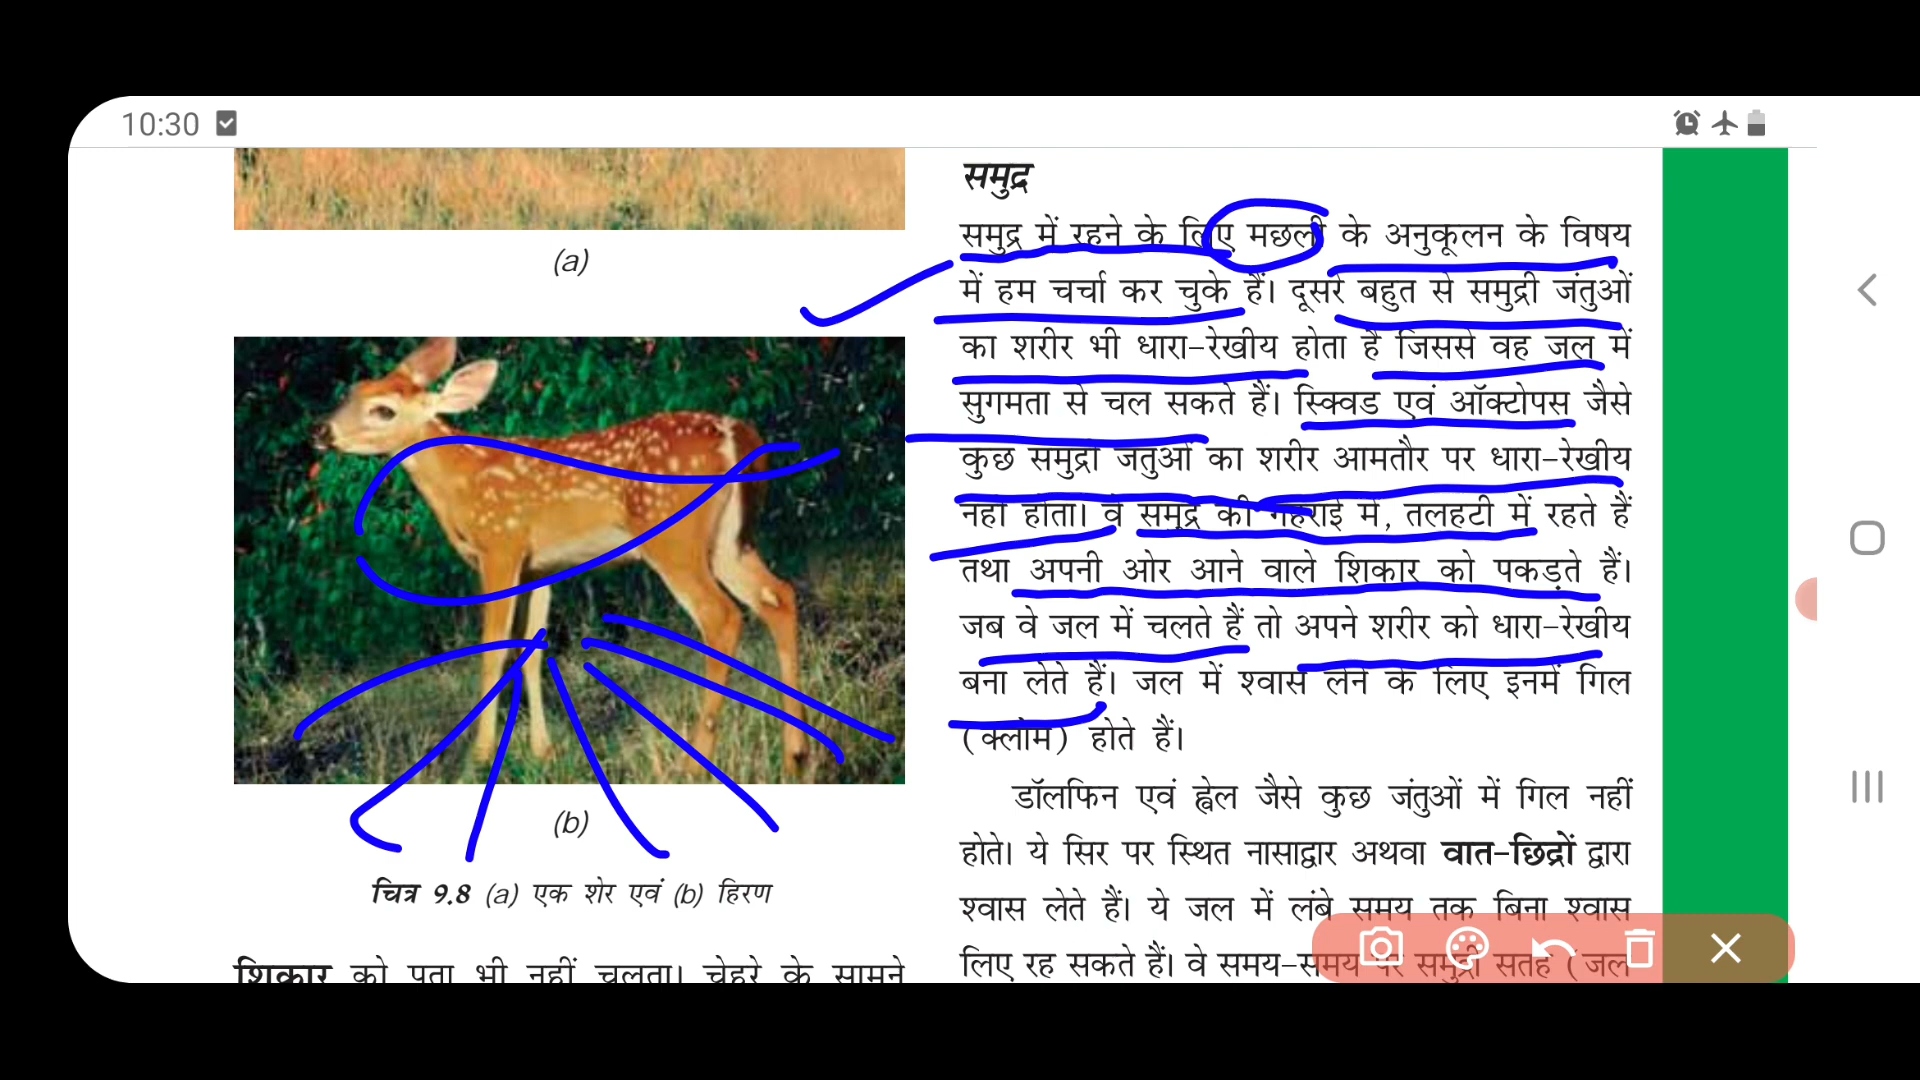 10:30
(a)
(b)
चित्र 9.8 (a) एक शेर एवं (b) हिरण
शिकार को पता भी नहीं चलता। चेहरे के सामने
समुद्र
समुद्र में रहने के लिए मछली के अनुकूलन के विषय
में हम चर्चा कर चुके हैं। दूसरे बहुत से समुद्री जंतुओं
का शरीर भी धारा-रेखीय होता है जिससे वह जल में
सुगमता से चल सकते हैं। स्क्विड एवं ऑक्टोपस जैसे
कुछ समुद्री जंतुओं का शरीर आमतौर पर धारा-रेखीय
नहीं होता। वे समुद्र की गहराई में, तलहटी में रहते हैं
तथा अपनी ओर आने वाले शिकार को पकड़ते हैं।
जब वे जल में चलते हैं तो अपने शरीर को धारा-रेखीय
बना लेते हैं। जल में श्वास लेने के लिए इनमें गिल
(क्लोम) होते हैं।
डॉलफिन एवं ह्वेल जैसे कुछ जंतुओं में गिल नहीं
होते। ये सिर पर स्थित नासाद्वार अथवा वात-छिद्रों द्वारा
श्वास लेते हैं। ये जल में लंबे समय तक बिना श्वास
लिए रह सकते हैं। वे समय-समय पर समुद्री सतह (जल